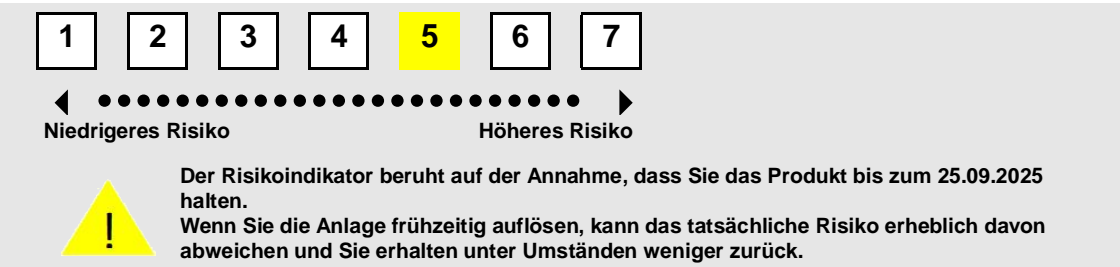 1 2 3 4 5 6 7
Niedrigeres Risiko Höheres Risiko
Der Risikoindikator beruht auf der Annahme, dass Sie das Produkt bis zum 25.09.2025
halten.
Wenn Sie die Anlage frühzeitig auflösen, kann das tatsächliche Risiko erheblich davon
abweichen und Sie erhalten unter Umständen weniger zurück.
!